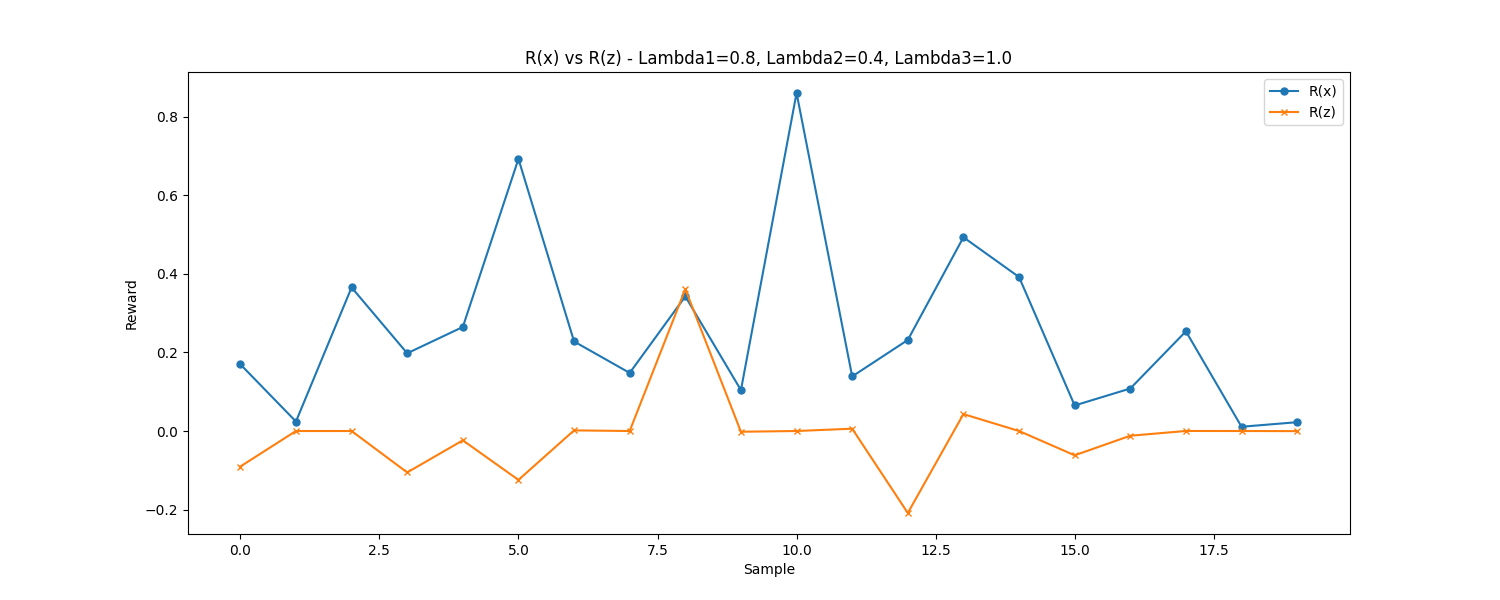 R(x) vs R(z) - Lambda1=0.8, Lambda2=0.4, Lambda3=1.0
R(x)
R(z)
0.8
0.6
0.4
0.2
0.0
−0.2
Reward
0.0 2.5 5.0 7.5 10.0 12.5 15.0 17.5
Sample